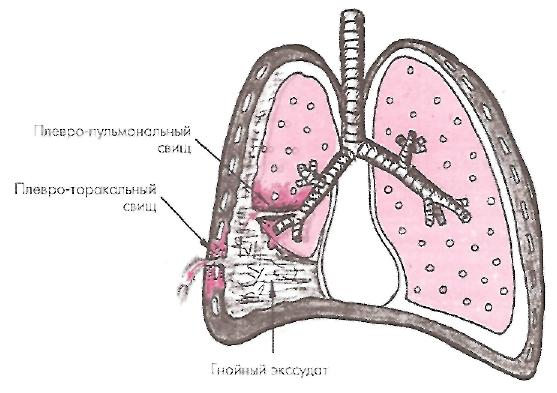 Плевро-пульмональный
свищ
Плевро-торакальный
свищ
Гнойный экссудат